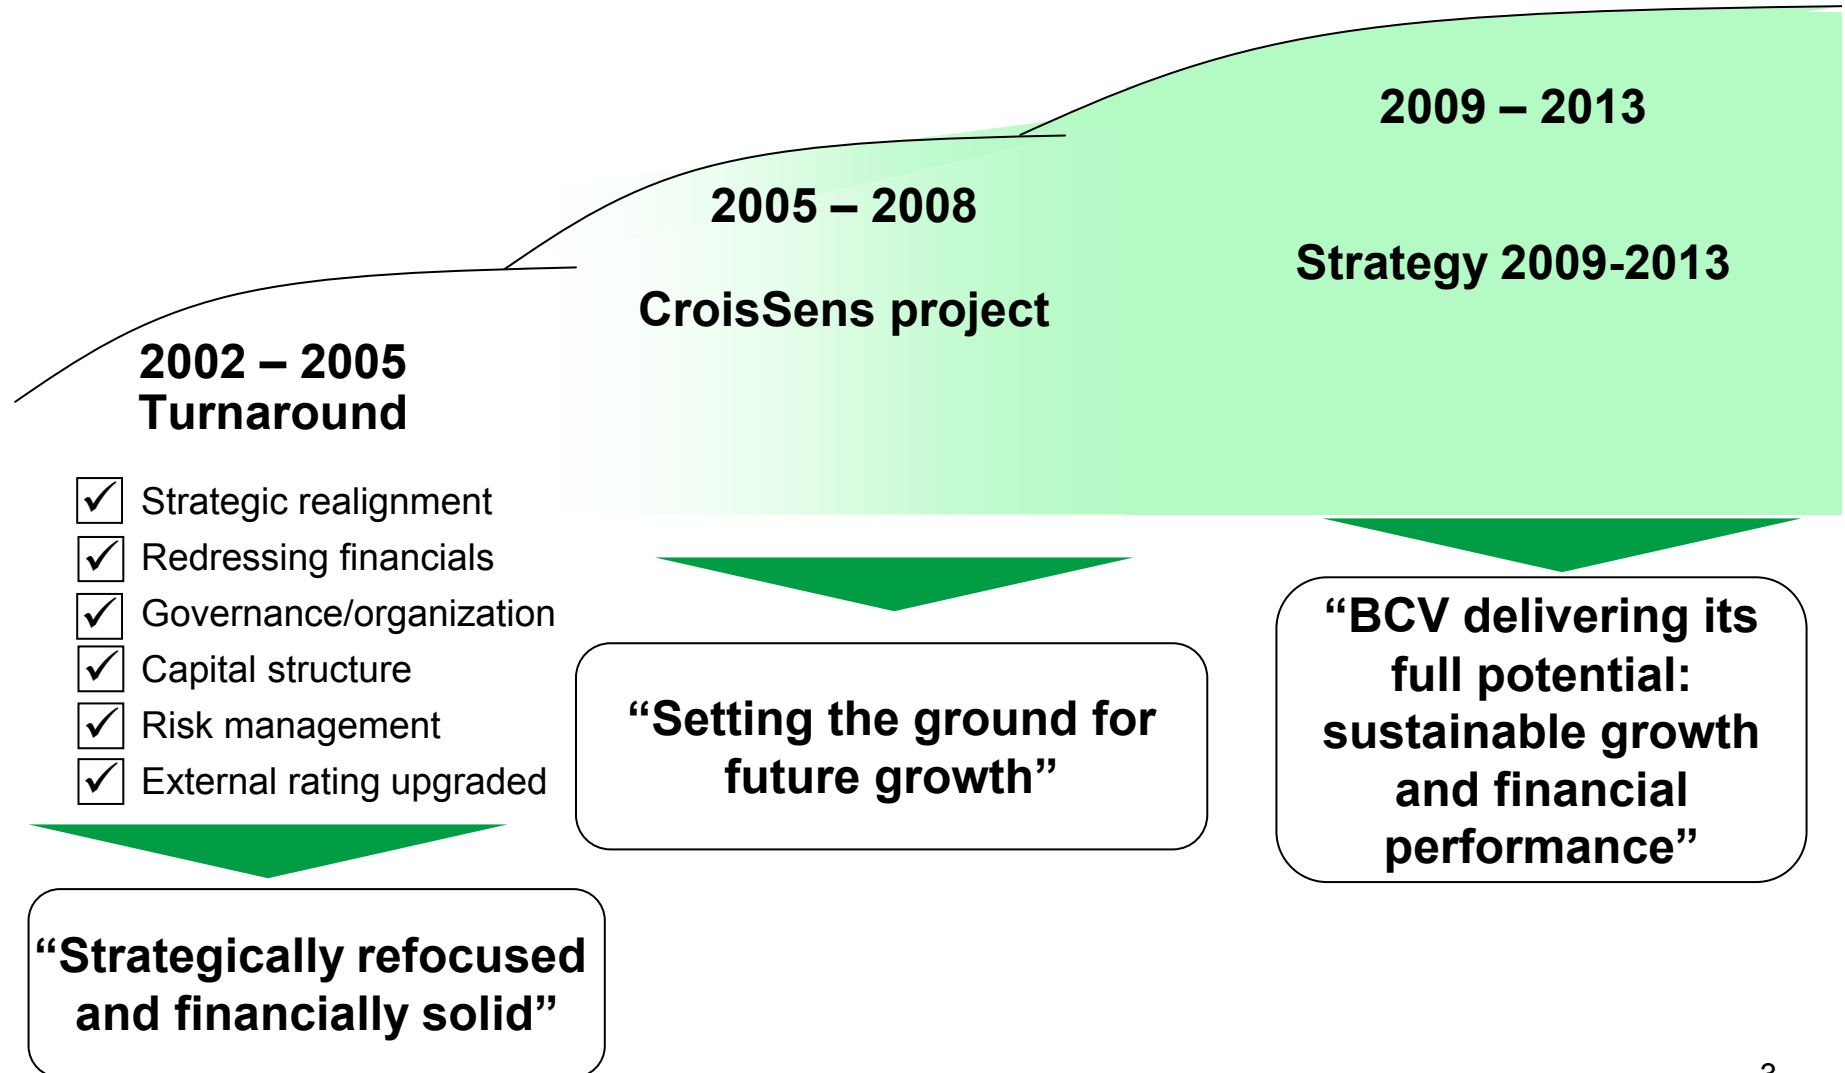 2002 – 2005
Turnaround
Strategic realignment
Redressing financials
Governance/organization
Capital structure
Risk management
External rating upgraded
“Strategically refocused
and financially solid”
2005 – 2008
CroisSens project
“Setting the ground for
future growth”
2009 – 2013
Strategy 2009-2013
“BCV delivering its
full potential:
sustainable growth
and financial
performance”
3